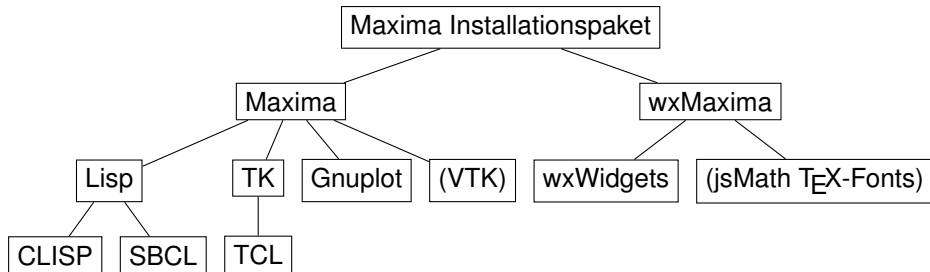 Maxima Installationspaket
Maxima wxMaxima
Lisp TK Gnuplot (VTK) wxWidgets (jsMath TEX-Fonts)
CLISP SBCL TCL